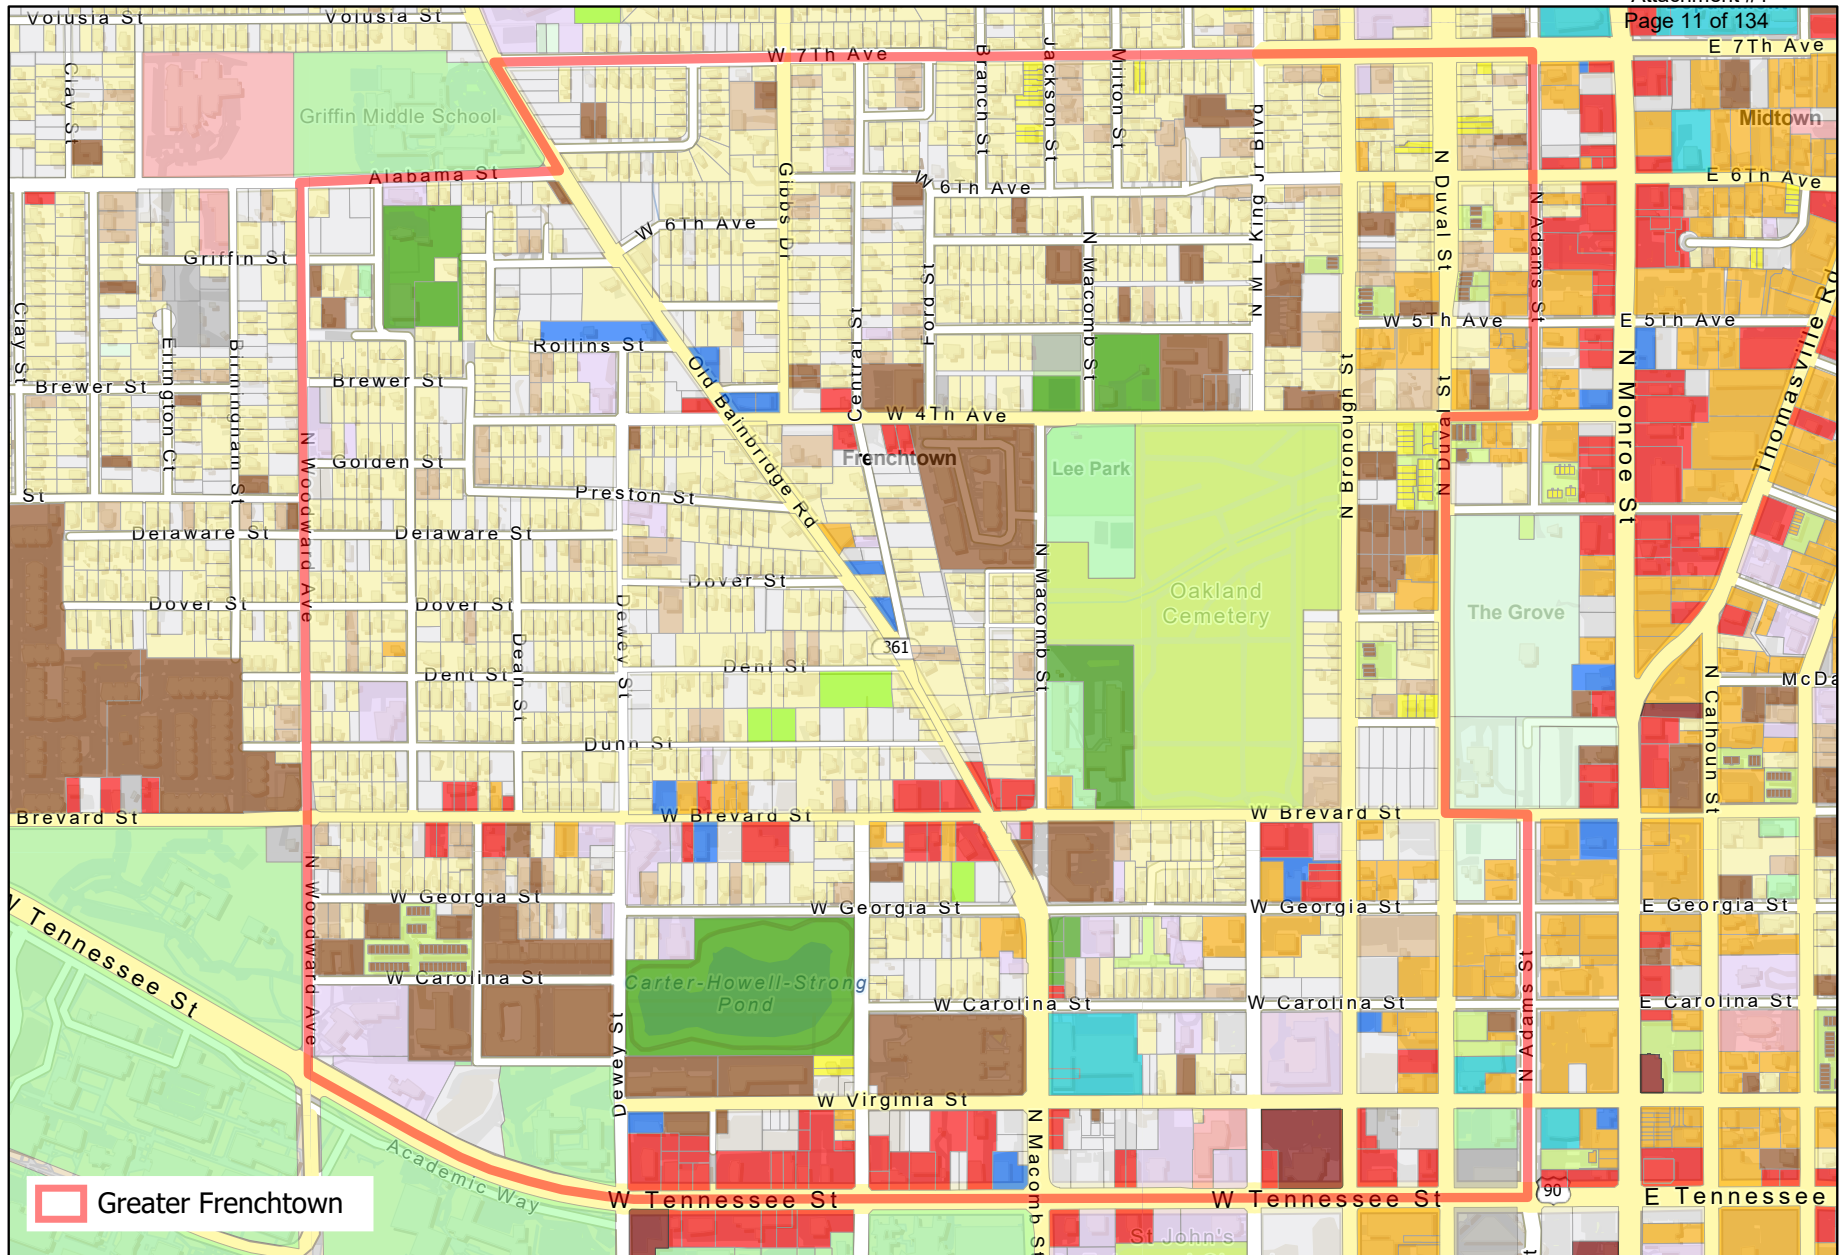 Page 11 of 134
Volusia St
Volusia St
W 7Th Ave
E 7Th Ave
Clay St
Griffin Middle School
Branch St
Jackson St
Milton St
Midtown
N M L King Jr Blvd
N Duval St
Alabama St
Gibbs Dr
W 6Th Ave
E 6Th Ave
N Adams St
W 6Th Ave
Griffin St
N Macomb St
Ford St
Central St
Thomasville Rd
Clay St
Ellington Ct
Birmingham St
Rollins St
Old Bainbridge Rd
W 5Th Ave
E 5Th Ave
N Monroe St
Brewer St
Brewer St
N Bronough St
N Duval St
W 4Th Ave
Golden St
N Woodward Ave
Frenchtown
Lee Park
St
Preston St
Delaware St
Delaware St
N Macomb St
Dover St
Oakland
Cemetery
Dover St
Dover St
Dewey St
Dean St
The Grove
361
Dent St
Dent St
N Calhoun St
McDa
Dunn St
Brevard St
W Brevard St
W Brevard St
N Woodward Ave
W Georgia St
W Georgia St
W Georgia St
E Georgia St
W Tennessee St
W Carolina St
Carter-Howell-Strong
Pond
N Adams St
W Carolina St
W Carolina St
E Carolina St
Dewey St
W Virginia St
N Macomb St
Academic Way
Greater Frenchtown
W Tennessee St
W Tennessee St
90
E Tennessee
St John's